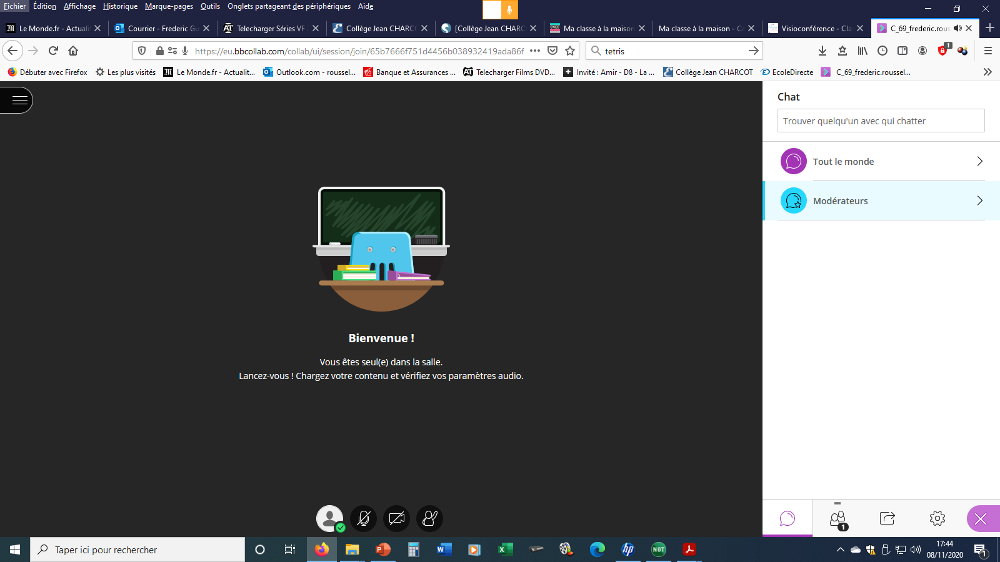 Fichier Édition Affichage Historique Marque-pages Outils Onglets partageant des périphériques Aide
Le Monde.fr - Actuali
Courrier - Frederic Gu
Telecharger Séries VF
Collège Jean CHARCO
[Collège Jean CHARC
Ma classe à la maison
Ma classe à la maison - Co
Visioconférence - Cla
C_69_frederic.rous
https://eu.bbcollab.com/collab/ui/session/join/65b7666f751d4456b038932419ada86f
tetris
1
Débuter avec Firefox
Les plus visités
Le Monde.fr - Actualit...
Outlook.com - roussel...
Banque et Assurances ...
Telecharger Films DVD...
Invité : Amir - D8 - La ...
Collège Jean CHARCOT
EcoleDirecte
C_69_frederic.roussel...
Chat
Trouver quelqu'un avec qui chatter
Tout le monde
Modérateurs
Bienvenue !
Vous êtes seul(e) dans la salle.
Lancez-vous ! Chargez votre contenu et vérifiez vos paramètres audio.
1
Taper ici pour rechercher
NOT
17:44
08/11/2020
1